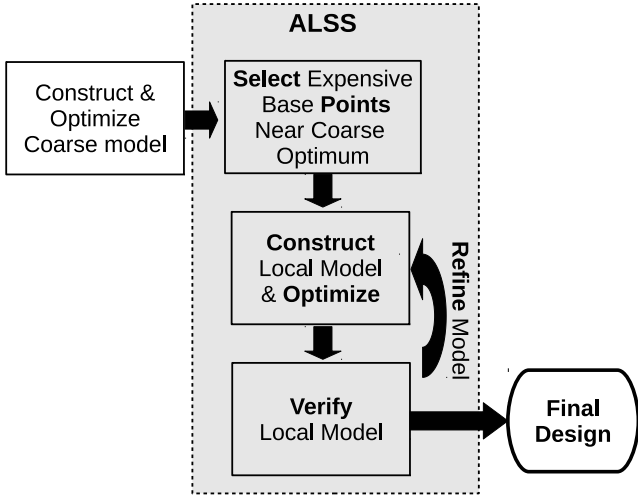 ALSS
Construct &
Optimize
Coarse model
Select Expensive
Base Points
Near Coarse
Optimum
Construct
Local Model
& Optimize
Refine Model
Verify
Local Model
Final
Design